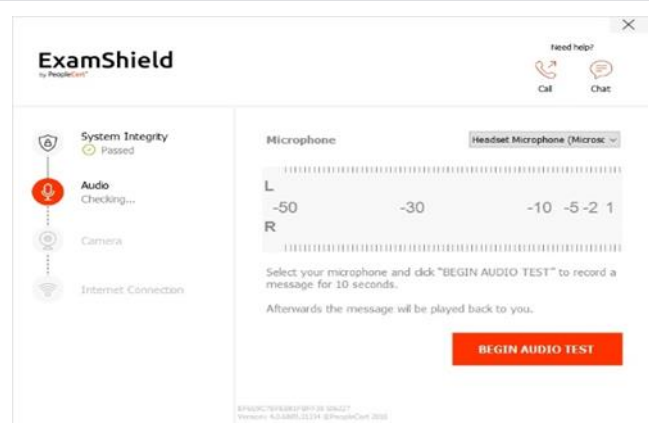 ExamShield
by PeopleCert
Need help?
Call
Chat
System Integrity
Passed
Audio
Checking...
Camera
Internet Connection
Microphone
Headset Microphone (Microsc
L
-50 -30 -10 -5 -2 1
R
Select your microphone and click "BEGIN AUDIO TEST" to record a
message for 10 seconds.
Afterwards the message will be played back to you.
BEGIN AUDIO TEST